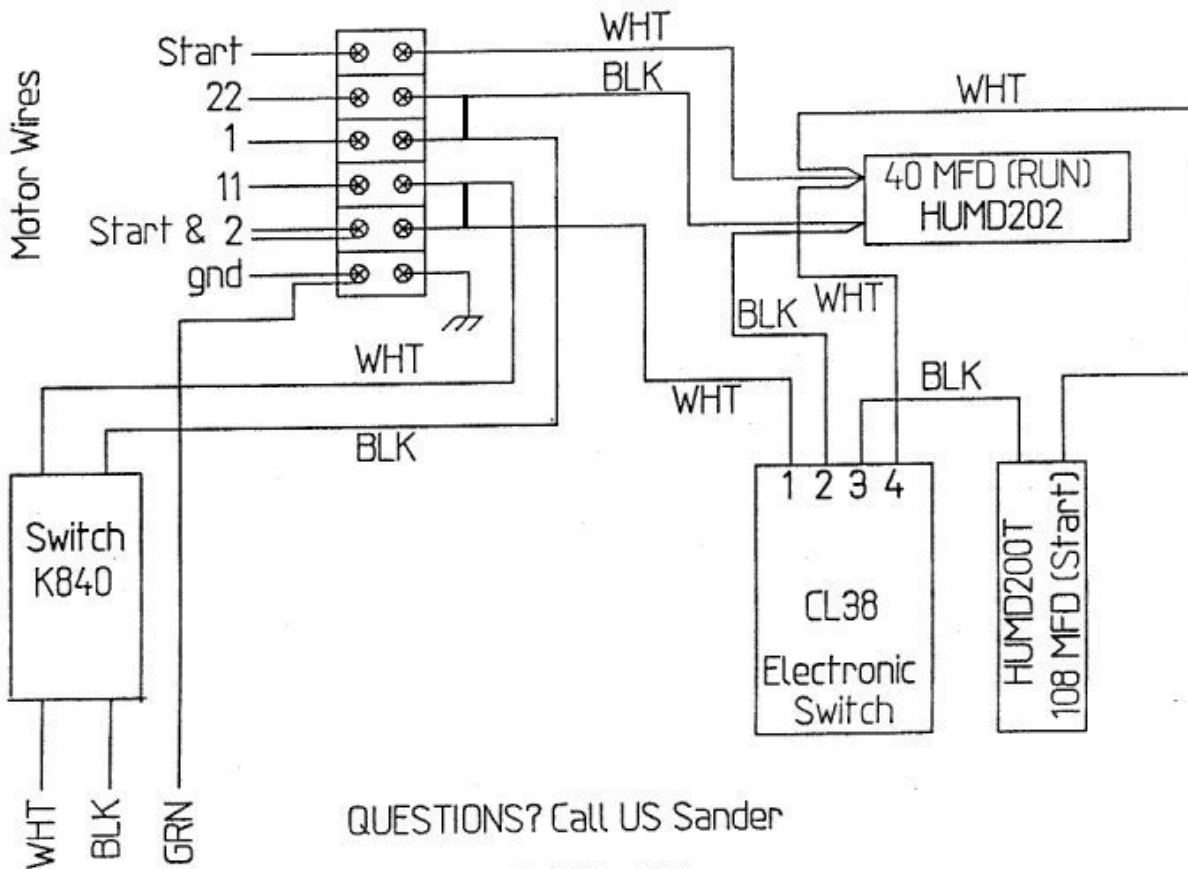 Motor Wires
Start
22
1
11
Start & 2
gnd
WHT
BLK
WHT
40 MFD (RUN)
HUMD202
BLK
WHT
WHT
BLK
WHT
BLK
1 2 3 4
Switch
K840
CL38
Electronic
Switch
HUMD200T
108 MFD (Start)
WHT
BLK
GRN
QUESTIONS? Call US Sander